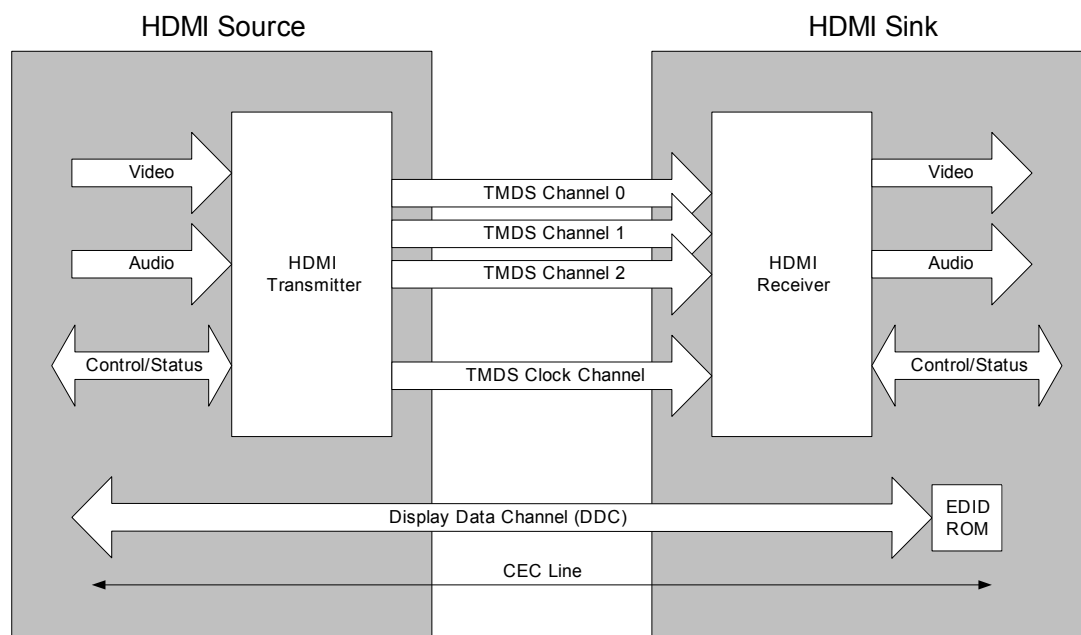 HDMI Source
HDMI Sink
Video
Audio
Control/Status
HDMI
Transmitter
TMDS Channel 0
TMDS Channel 1
TMDS Channel 2
TMDS Clock Channel
HDMI
Receiver
Video
Audio
Control/Status
Display Data Channel (DDC)
EDID
ROM
CEC Line